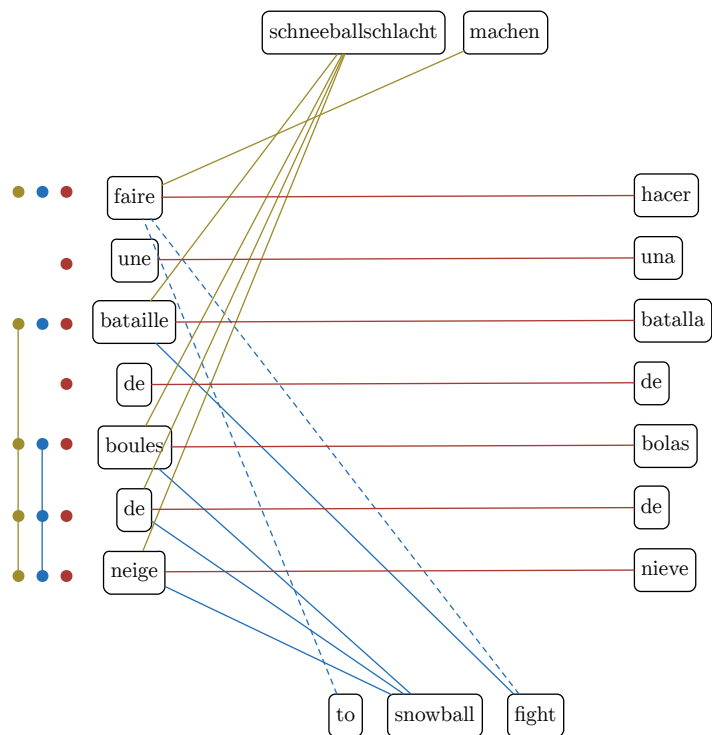 schneeballschlacht machen
faire hacer
une una
bataille batalla
de de
boules bolas
de de
neige nieve
to snowball fight